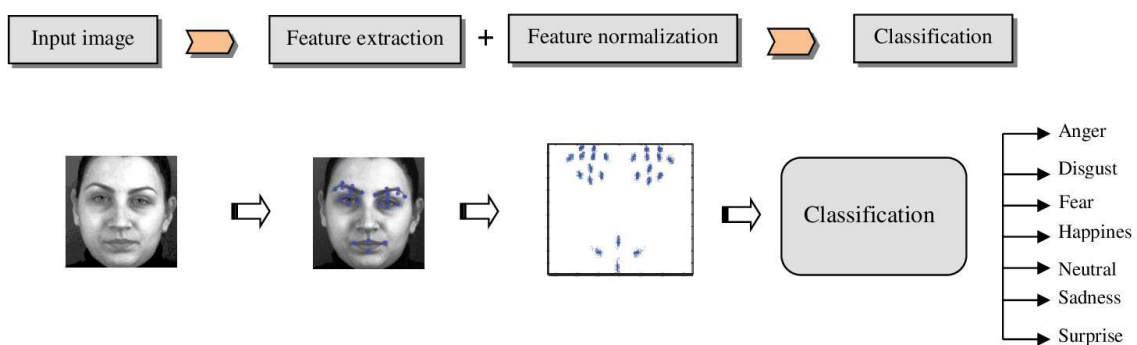 Input image
Feature extraction
+
Feature normalization
Classification
Classification
Anger
Disgust
Fear
Happines
Neutral
Sadness
Surprise